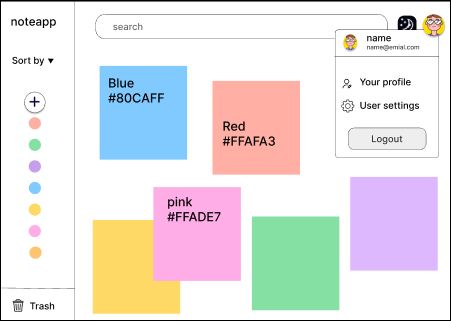 noteapp
search
name
name@emial.com
Sort by ▾
Your profile
User settings
Logout
Blue
#80CAFF
Red
#FFAFA3
pink
#FFADE7
Trash